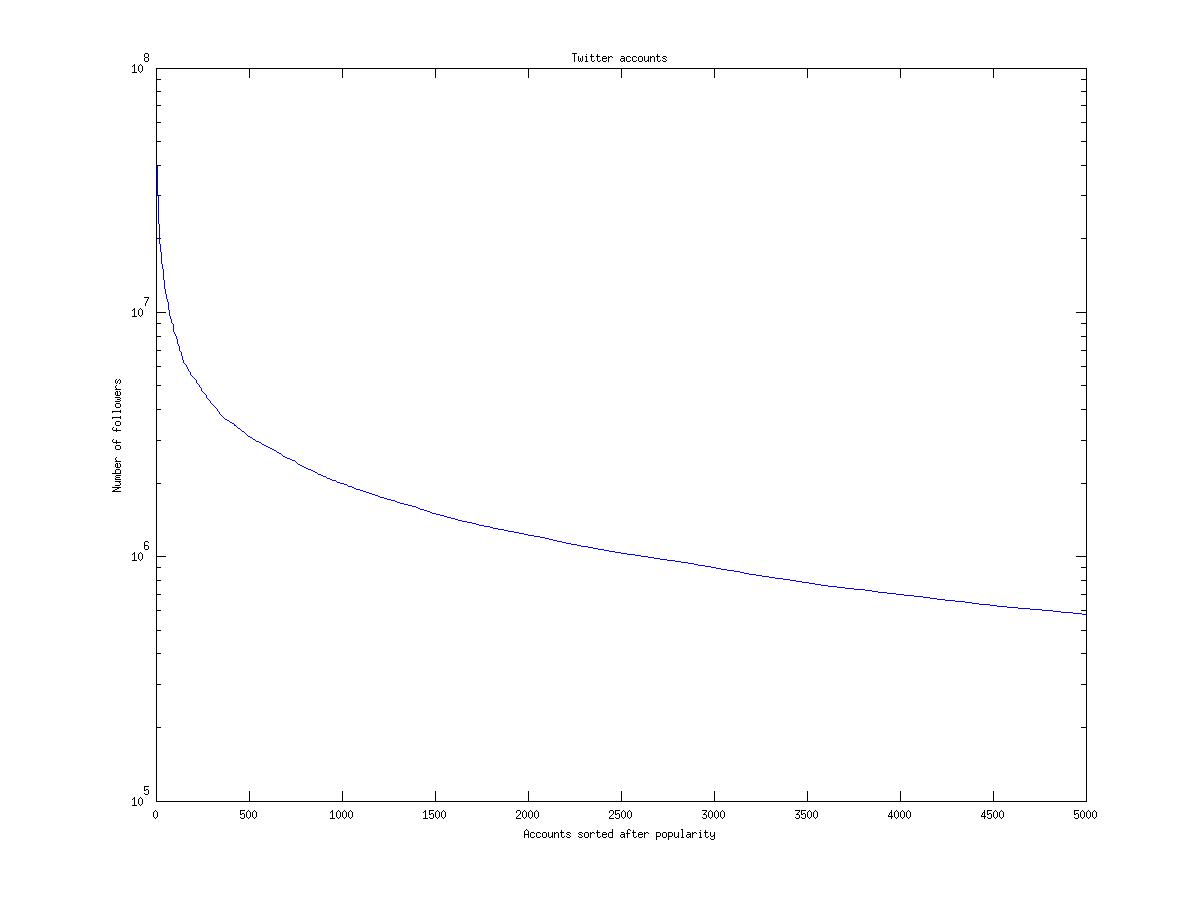 Twitter accounts
10^8
10^7
10^6
10^5
Number of followers
0 500 1000 1500 2000 2500 3000 3500 4000 4500 5000
Accounts sorted after popularity